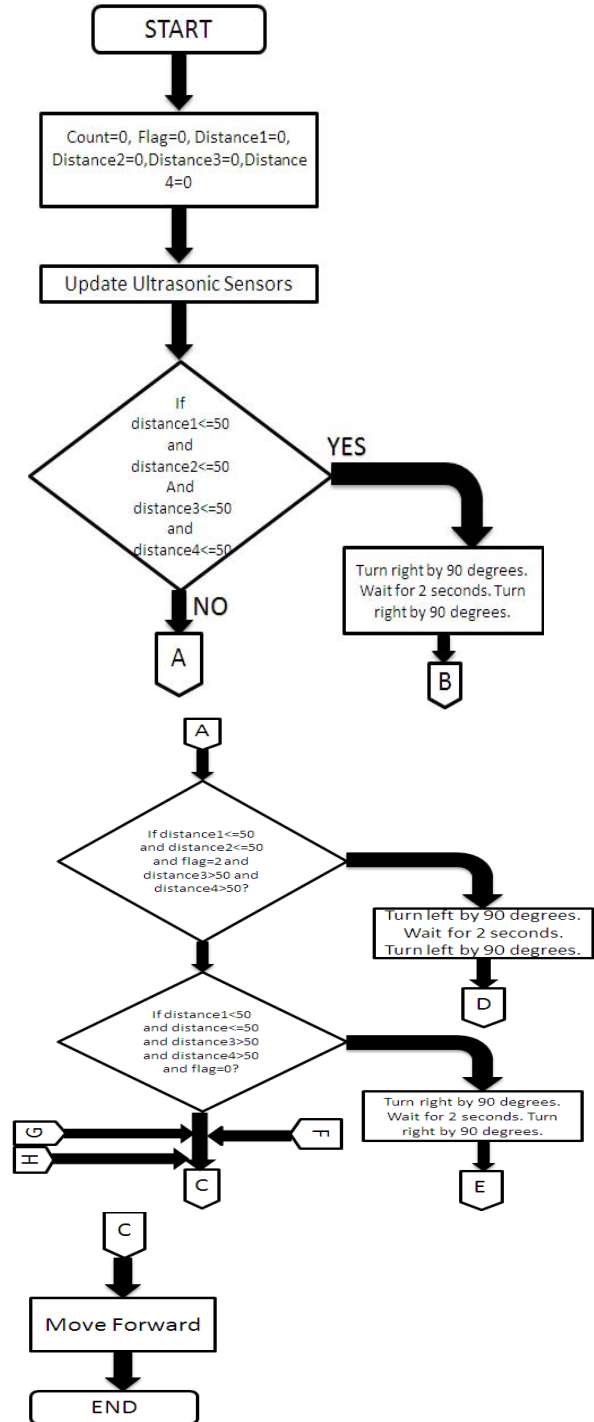 START
Count=0, Flag=0, Distance1=0,
Distance2=0,Distance3=0,Distance
4=0
Update Ultrasonic Sensors
If
distance1<=50
and
distance2<=50
And
distance3<=50
and
distance4<=50
YES
Turn right by 90 degrees.
Wait for 2 seconds. Turn
right by 90 degrees.
NO
A
B
A
If distance1<=50
and distance2<=50
and flag=2 and
distance3>50 and
distance4>50?
Turn left by 90 degrees.
Wait for 2 seconds.
Turn left by 90 degrees.
D
If distance1<50
and distance<=50
and distance3>50
and distance4>50
and flag=0?
Turn right by 90 degrees.
Wait for 2 seconds. Turn
right by 90 degrees.
G
F
H
C
E
C
Move Forward
END